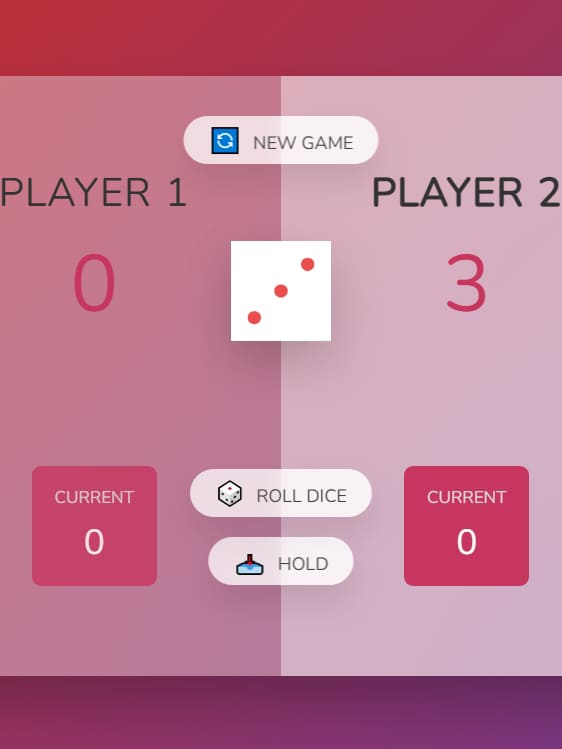 NEW GAME
PLAYER 1
PLAYER 2
0
3
CURRENT
0
ROLL DICE
HOLD
CURRENT
0